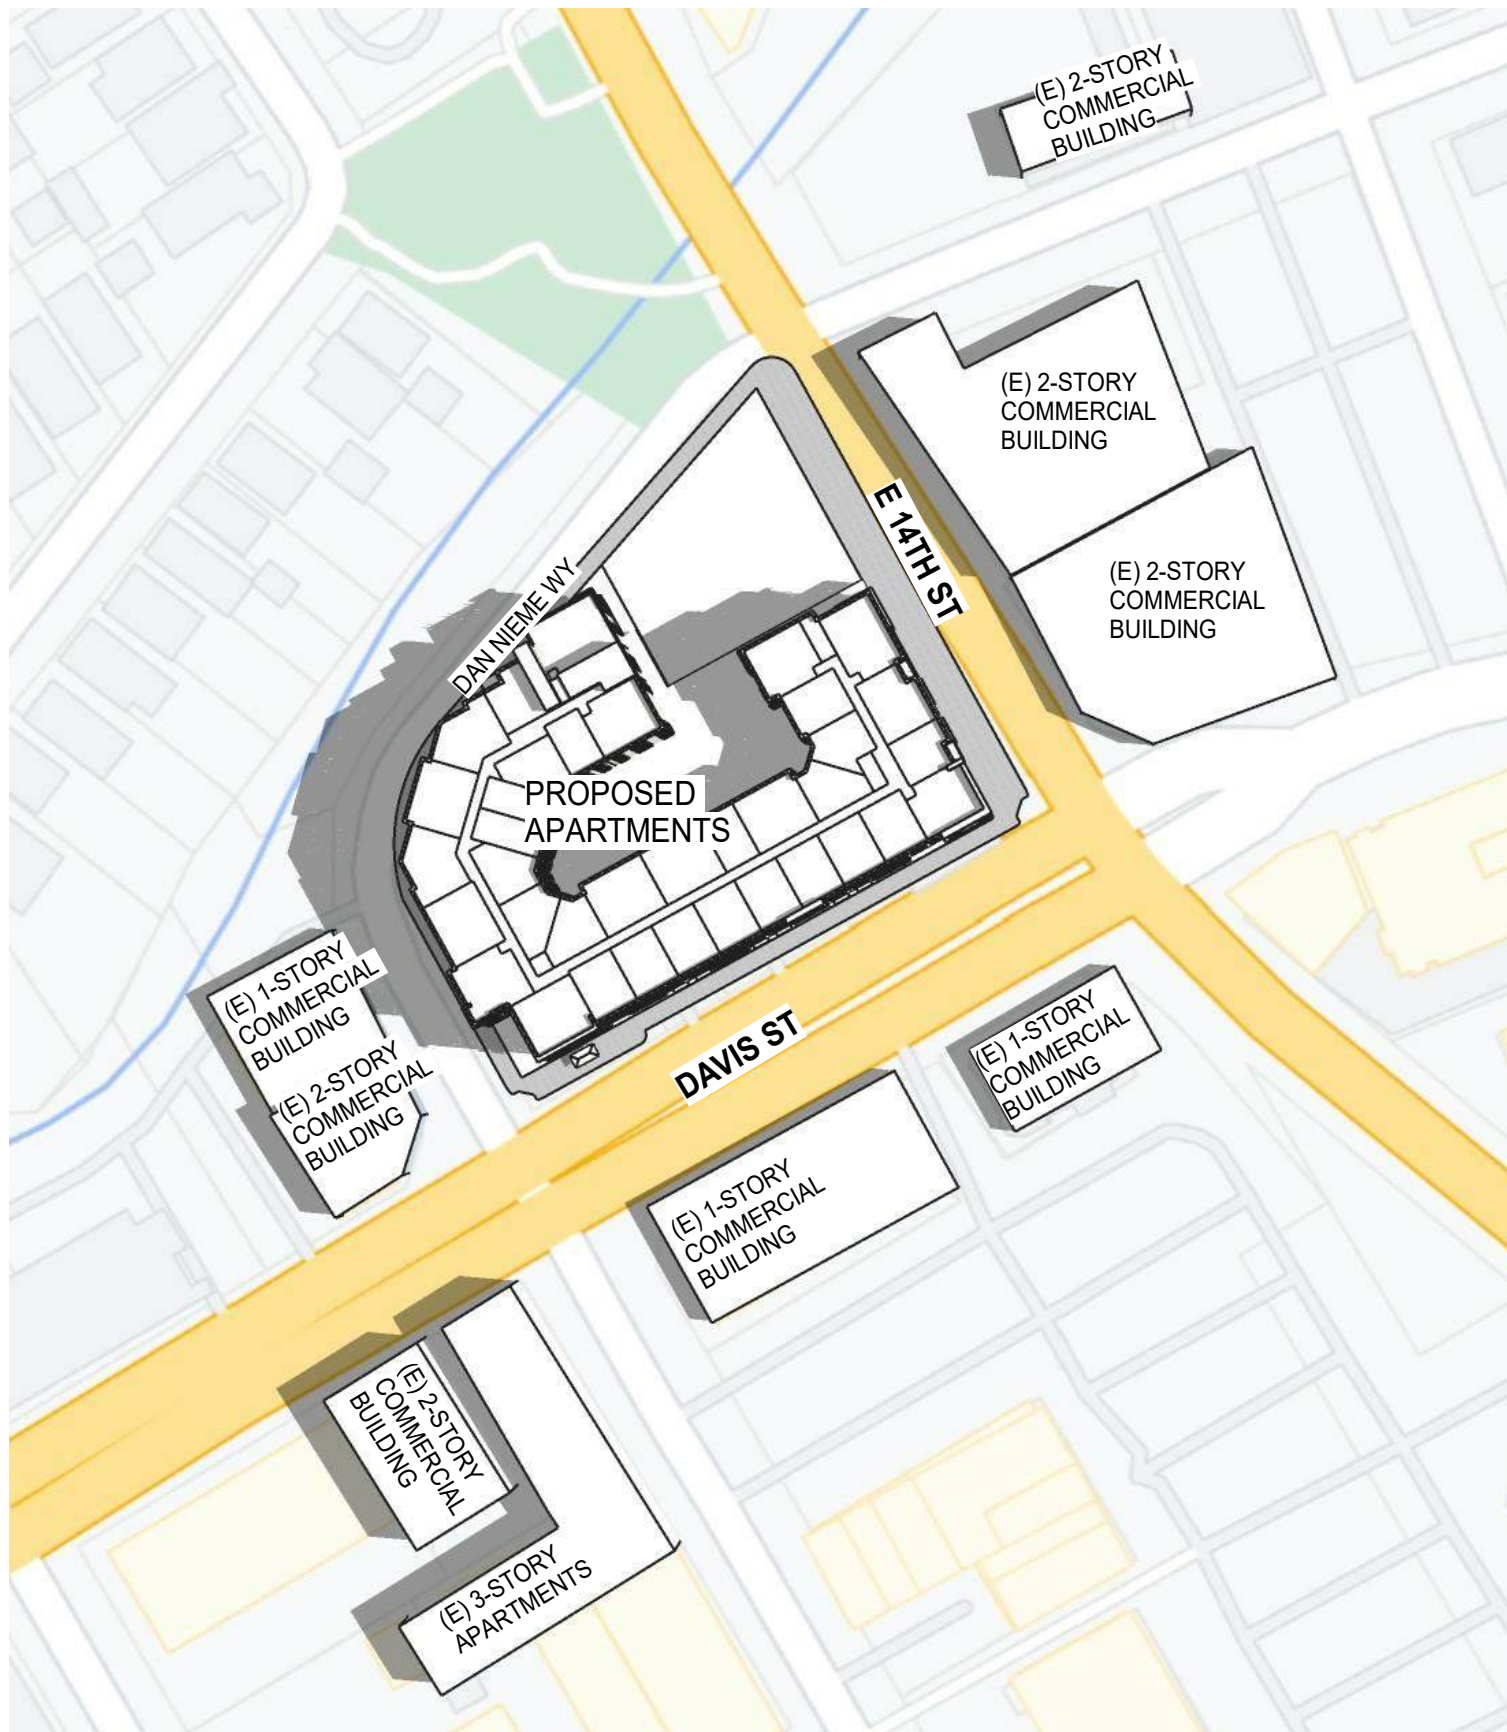 (E) 2-STORY
COMMERCIAL
BUILDING
(E) 2-STORY
COMMERCIAL
BUILDING
E 14TH ST
(E) 2-STORY
COMMERCIAL
BUILDING
DAN NIEME WY
PROPOSED
APARTMENTS
(E) 1-STORY
COMMERCIAL
BUILDING
(E) 2-STORY
COMMERCIAL
BUILDING
DAVIS ST
(E) 1-STORY
COMMERCIAL
BUILDING
(E) 1-STORY
COMMERCIAL
BUILDING
(E) 2-STORY
COMMERCIAL
BUILDING
(E) 3-STORY
APARTMENTS